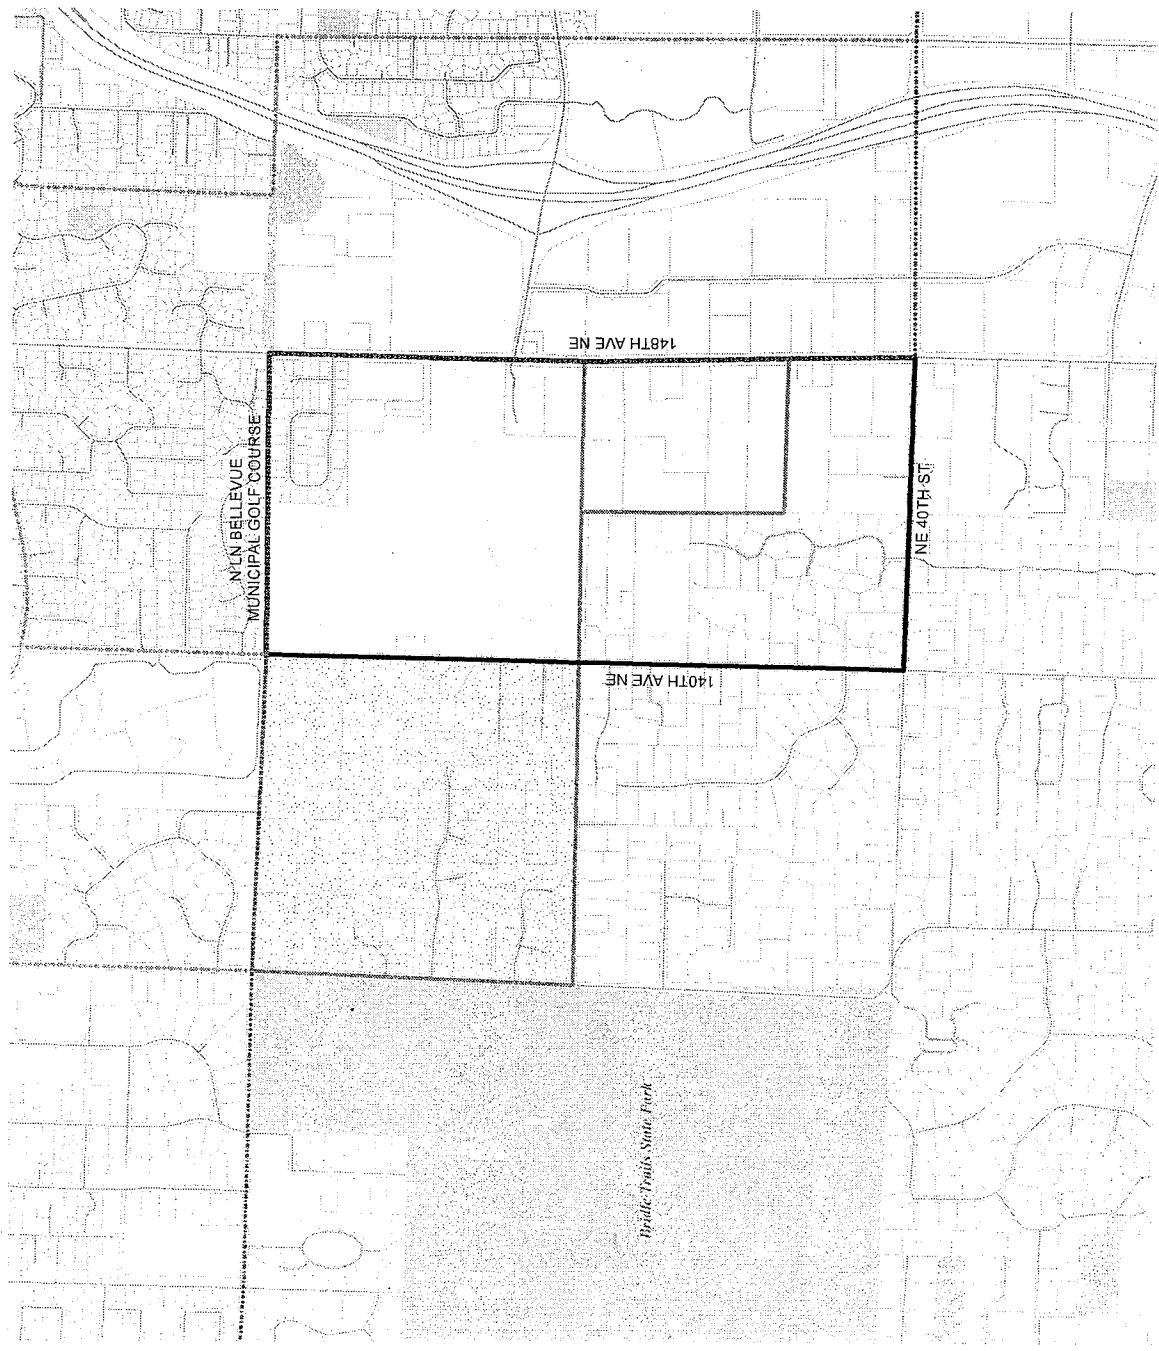 148TH AVE NE
N LN BELLEVUE
MUNICIPAL GOLF COURSE
NE 40TH ST
140TH AVE NE
Bridle Trails State Park